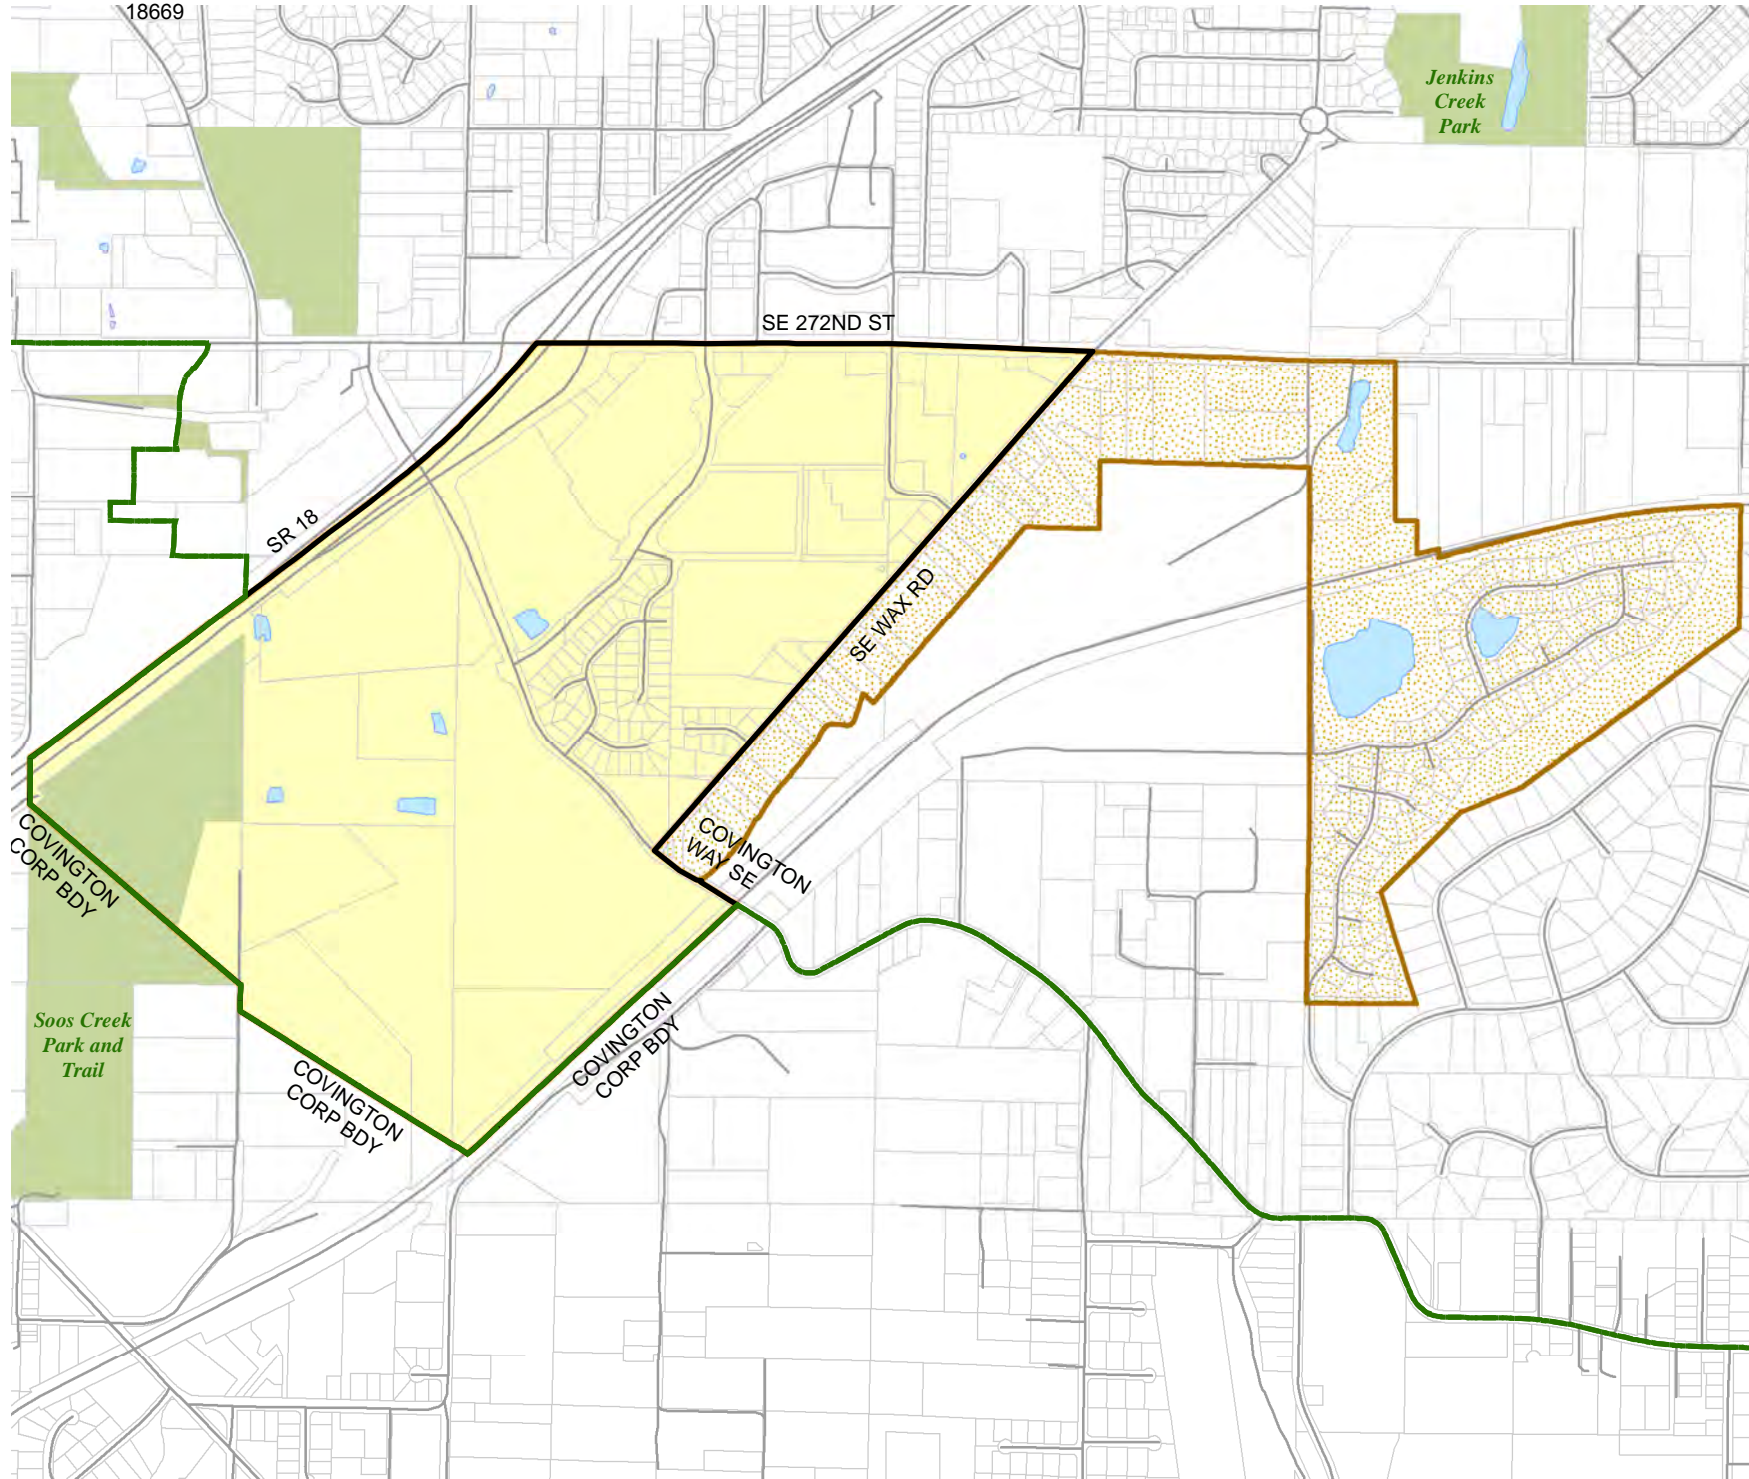 18669
Jenkins
Creek
Park
SE 272ND ST
SR 18
SE WAX RD
COVINGTON
WAY SE
COVINGTON
CORP BDY
Soos Creek
Park and
Trail
COVINGTON
CORP BDY
COVINGTON
CORP BDY